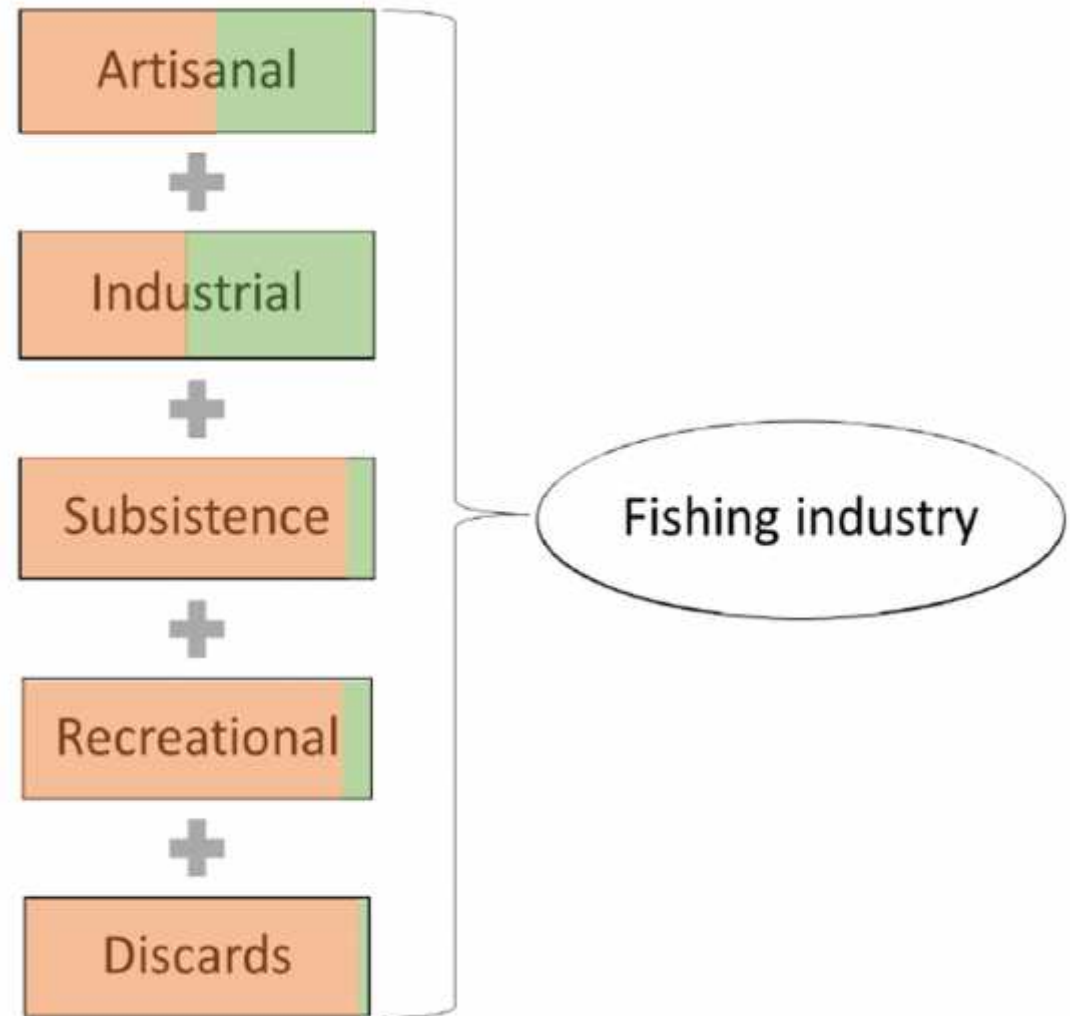 Artisanal
Industrial
Subsistence
Fishing industry
Recreational
Discards